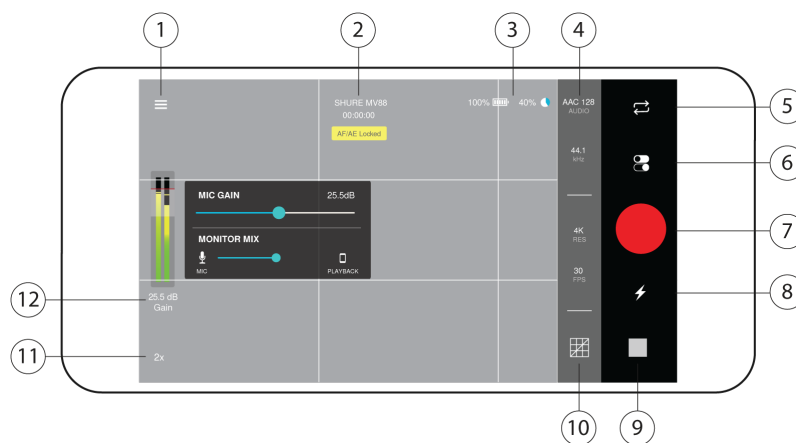 1
2
3
4
SHURE MV88
00:00:00
AF/AE Locked
100%
40%
AAC 128
AUDIO
5
44.1
kHz
6
MIC GAIN
25.5dB
MONITOR MIX
MIC
PLAYBACK
4K
RES
7
30
FPS
8
12
25.5 dB
Gain
11
2x
10
9